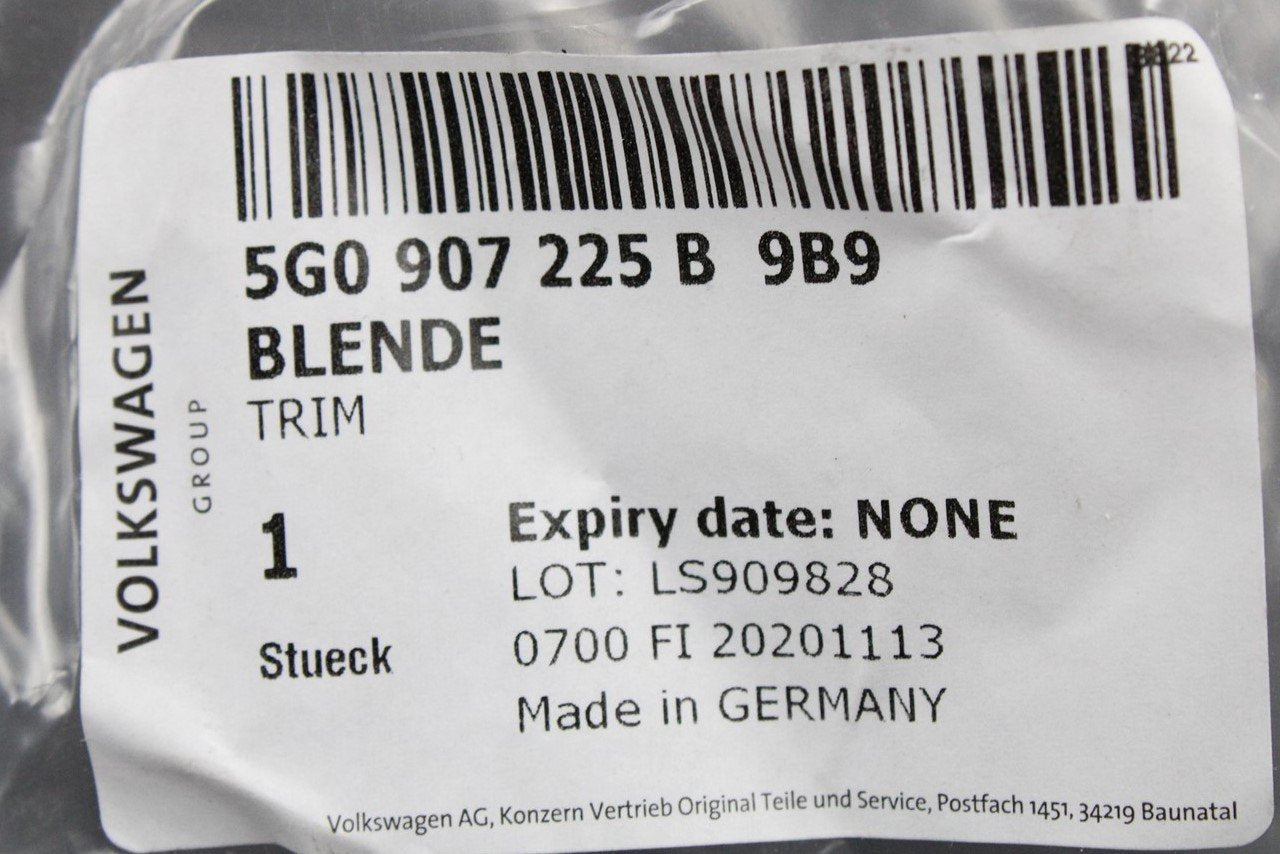 5G0 907 225 B 9B9
BLENDE
TRIM
VOLKSWAGEN
GROUP
1
Stueck
Expiry date: NONE
LOT: LS909828
0700 FI 20201113
Made in GERMANY
Volkswagen AG, Konzern Vertrieb Original Teile und Service, Postfach 1451, 34219 Baunatal